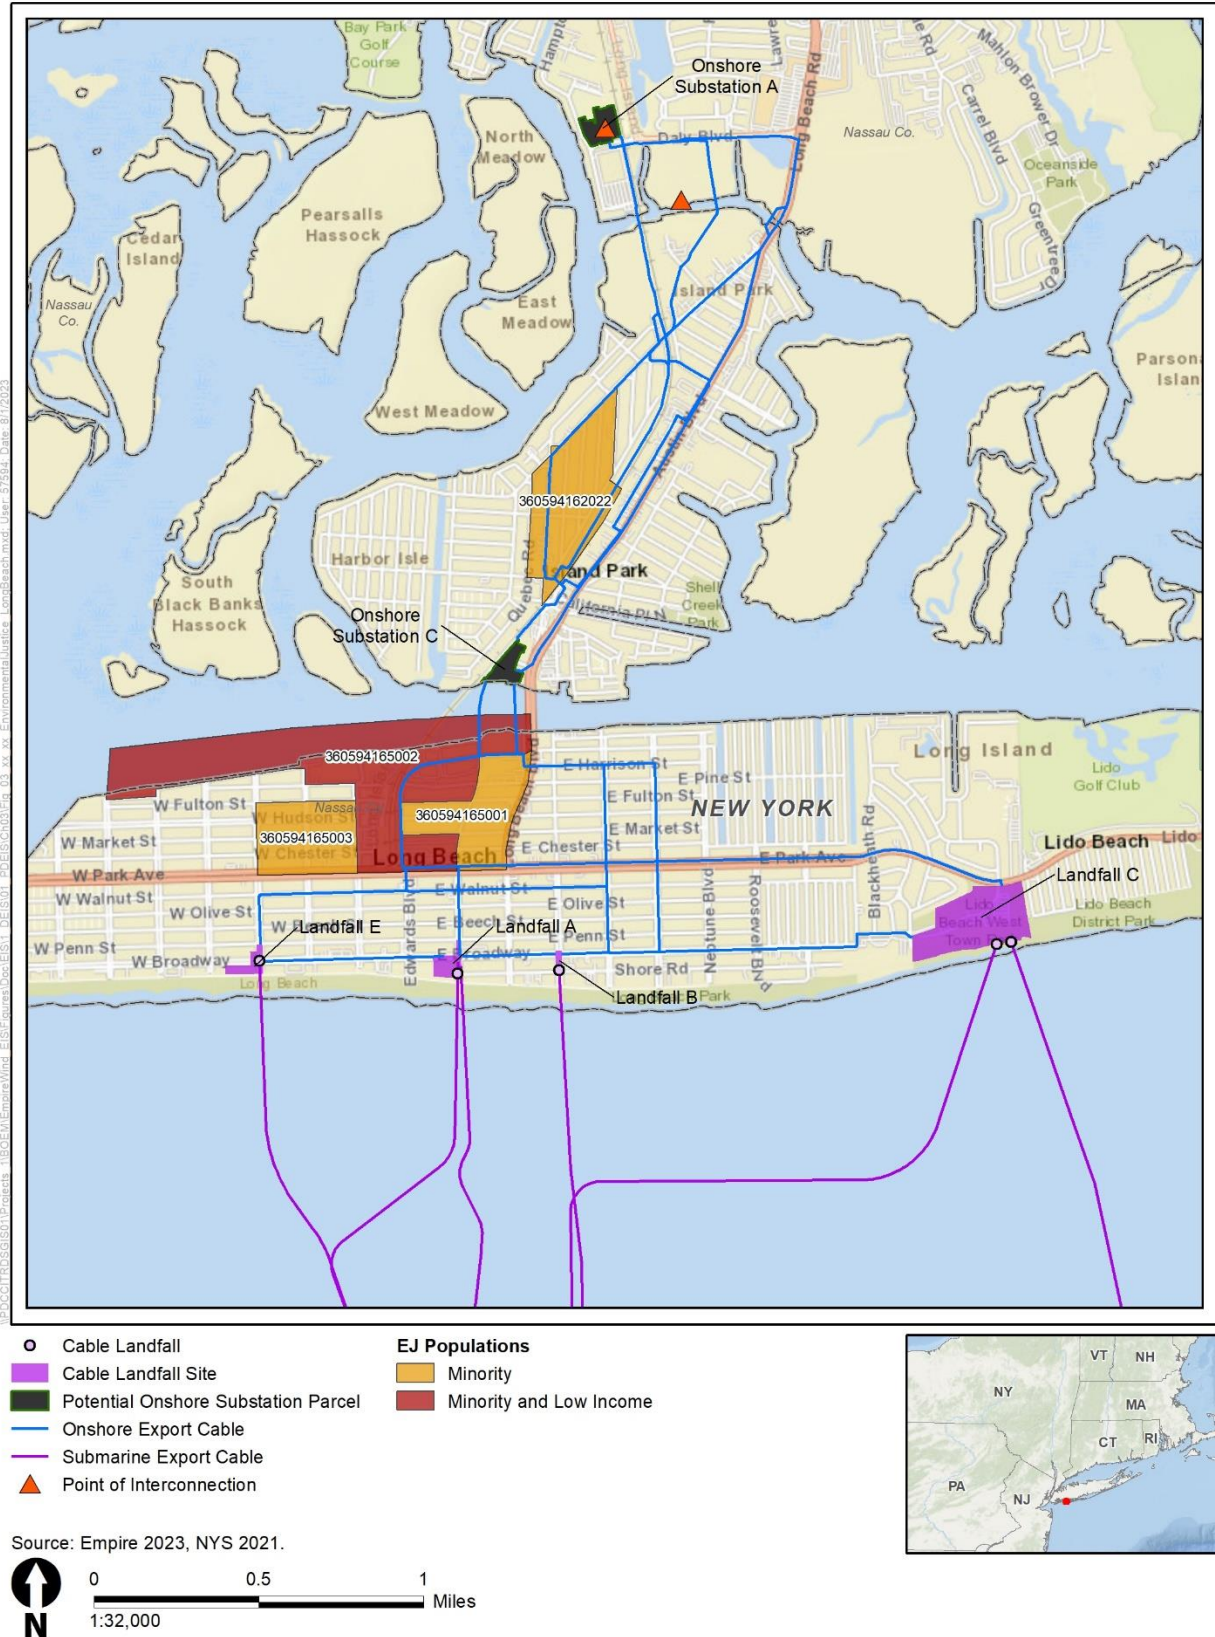 Bay Park
Golf
Course
Onshore
Substation A
Daly Blvd
Long Beach Rd
Nassau Co.
Carrel Blvd
Mahlon Brower Dr
Oceanside
Park
Greentree Dr
North
Meadow
Pearsalls
Hassock
Cedar
Island
Nassau
Co.
East
Meadow
Island Park
West Meadow
Austin Blvd
360594162022
Harbor Isle
Island Park
Quebec Rd
Shell
Creek
Park
California PLN
South
Black Banks
Hassock
Onshore
Substation C
360594165002
Long Island
Lido
Golf Club
E Harrison St
E Pine St
E Fulton St
NEW YORK
W Fulton St
W Hudson St
360594165001
E Market St
W Market St
360594165003
W Chester St
Long Beach
E Chester St
E Park Ave
Blackheath Rd
Lido Beach
Lido
W Park Ave
Landfall C
W Walnut St
E Walnut St
W Olive St
E Olive St
Neptune Blvd
Roosevelt Blvd
Lido
Beach West
Lido Beach
District Park
E Beech St
Landfall E
Landfall A
W Penn St
E Penn St
Edwards Blvd
W Broadway
E Broadway
Shore Rd
Long Beach
Landfall B
Cable Landfall
Cable Landfall Site
Potential Onshore Substation Parcel
Onshore Export Cable
Submarine Export Cable
Point of Interconnection
EJ Populations
Minority
Minority and Low Income
VT
NH
NY
MA
CT
RI
PA
NJ
Source: Empire 2023, NYS 2021.
0 0.5 1
Miles
1:32,000
N